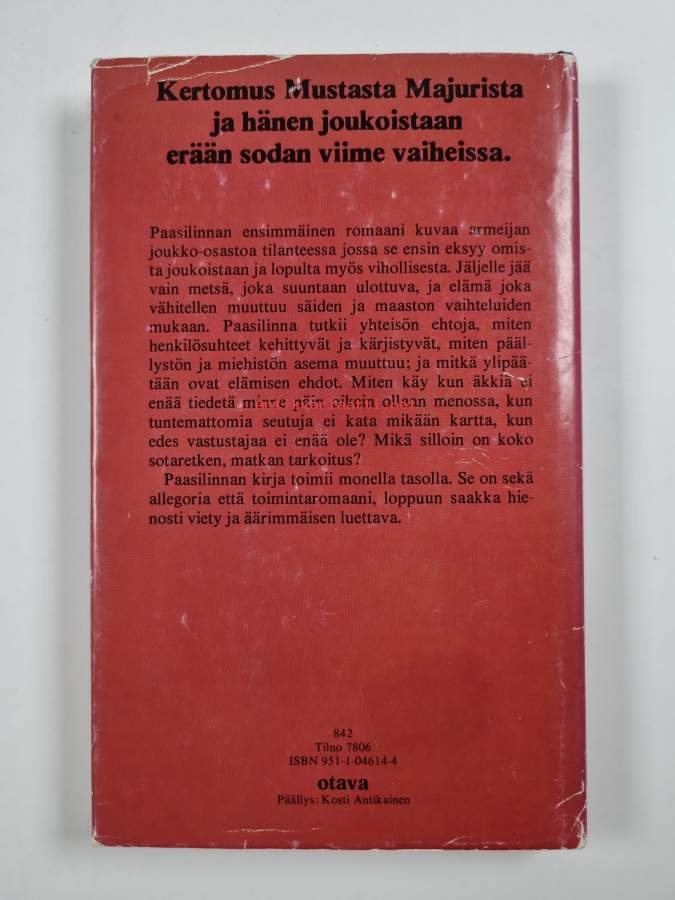 Kertomus Mustasta Majurista
ja hänen joukoistaan
erään sodan viime vaiheissa.
Paasilinnan ensimmäinen romaani kuvaa armeijan
joukko-osastoa tilanteessa jossa se ensin eksyy omis-
ta joukoistaan ja lopulta myös vihollisesta. Jäljelle jää
vain metsä, joka suuntaan ulottuva, ja elämä joka
vähitellen muuttuu säiden ja maaston vaihteluiden
mukaan. Paasilinna tutkii yhteisön ehtoja, miten
henkilösuhteet kehittyvät ja kärjistyvät, miten pääl-
lystön ja miehistön asema muuttuu; ja mitkä ylipää-
tään ovat elämisen ehdot. Miten käy kun äkkiä ei
enää tiedetä minne päin oikein ollaan menossa, kun
tuntemattomia seutuja ei kata mikään kartta, kun
edes vastustajaa ei enää ole? Mikä silloin on koko
sotaretken, matkan tarkoitus?
Paasilinnan kirja toimii monella tasolla. Se on sekä
allegoria että toimintaromaani, loppuun saakka hie-
nosti viety ja äärimmäisen luettava.
842
Tilno 7806
ISBN 951-1-04614-4
otava
Päällys: Kosti Antikainen